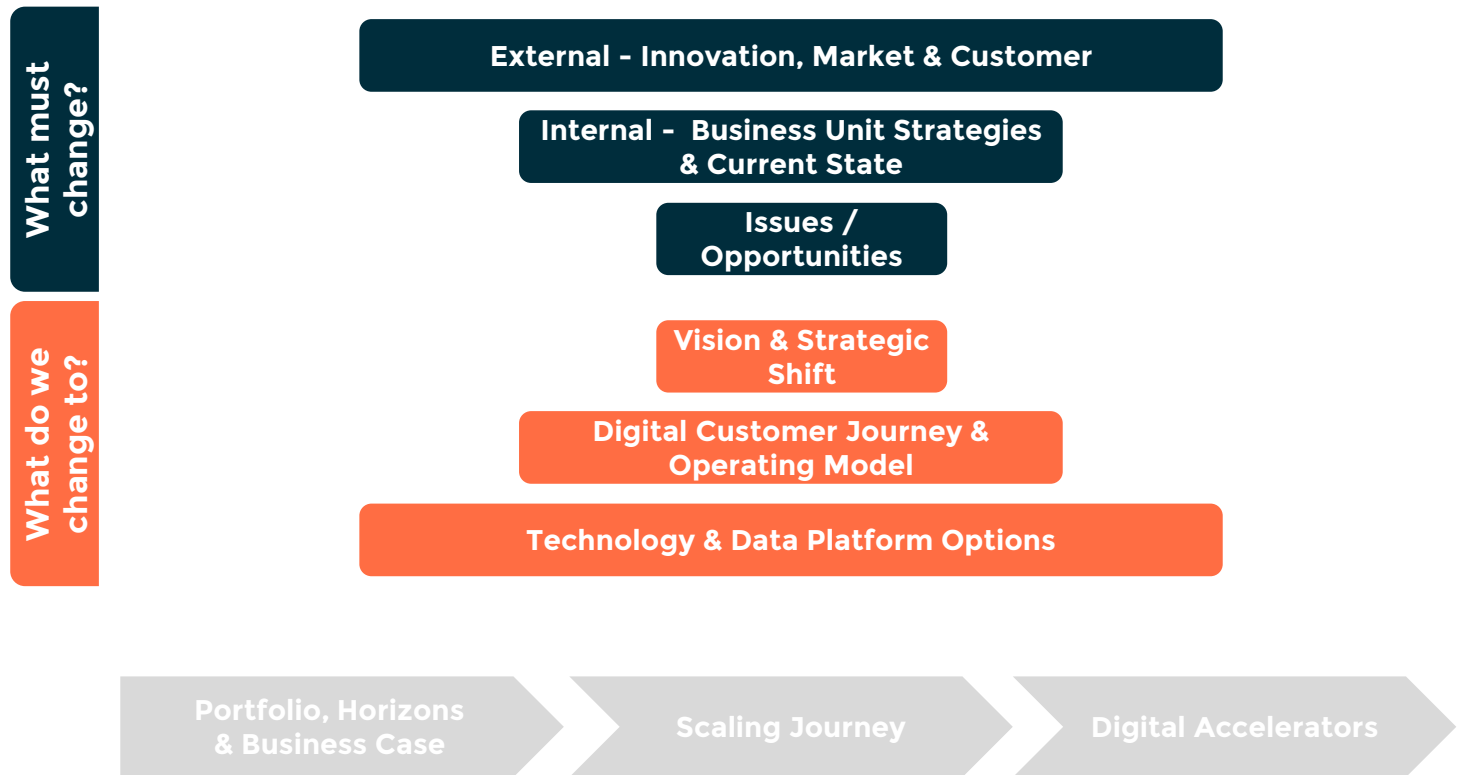 What must
change?
External - Innovation, Market & Customer
Internal -  Business Unit Strategies
& Current State
Issues /
Opportunities
What do we
change to?
Vision & Strategic
Shift
Digital Customer Journey &
Operating Model
Technology & Data Platform Options
Portfolio, Horizons
& Business Case
Scaling Journey
Digital Accelerators